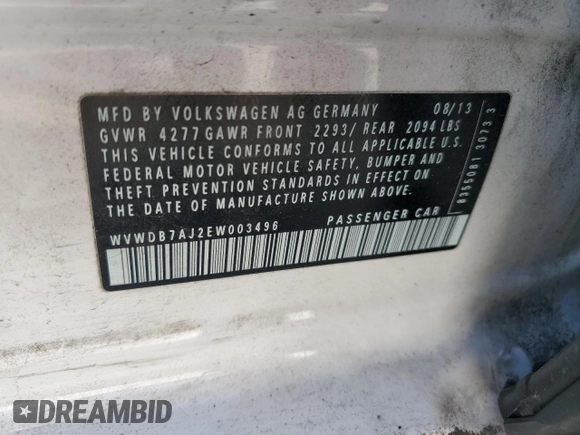 MFD BY VOLKSWAGEN AG GERMANY 08/13
GVWR 4277 GAWR FRONT 2293/ REAR 2094 LBS
THIS VEHICLE CONFORMS TO ALL APPLICABLE U.S.
FEDERAL MOTOR VEHICLE SAFETY, BUMPER AND
THEFT PREVENTION STANDARDS IN EFFECT ON
THE DATE OF MANUFACTURE SHOWN ABOVE.
WVWDB7AJ2EW003496 PASSENGER CAR
8355081 3073 3
DREAMBID